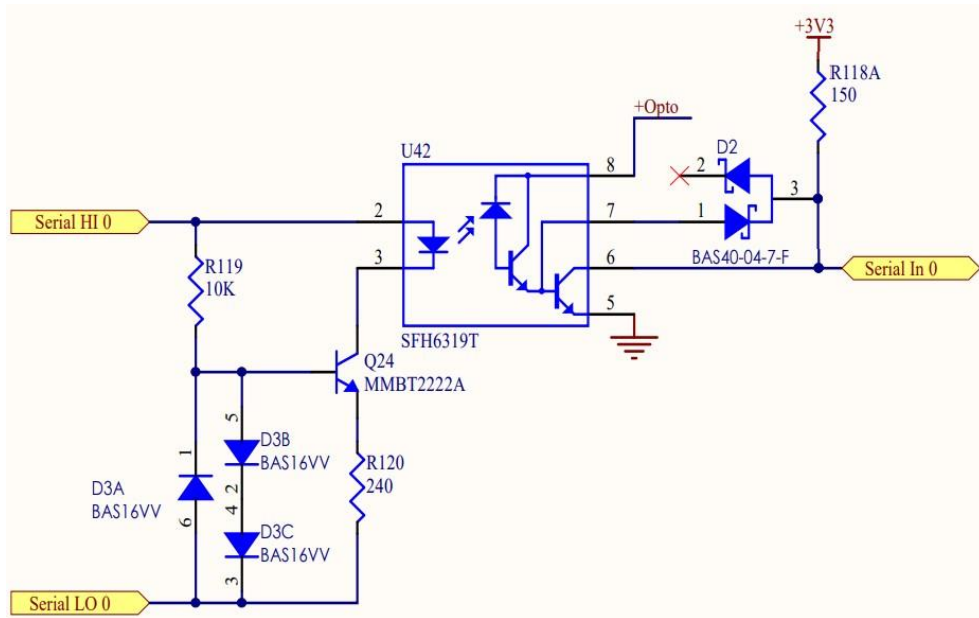 +3V3
R118A
150
+Opto
U42
D2
8
2
3
Serial HI 0
2
7
1
R119
10K
BAS40-04-7-F
3
6
Serial In 0
5
SFH6319T
Q24
MMBT2222A
5
1
D3B
BAS16VV
R120
240
D3A
BAS16VV
2
4
6
D3C
BAS16VV
3
Serial LO 0